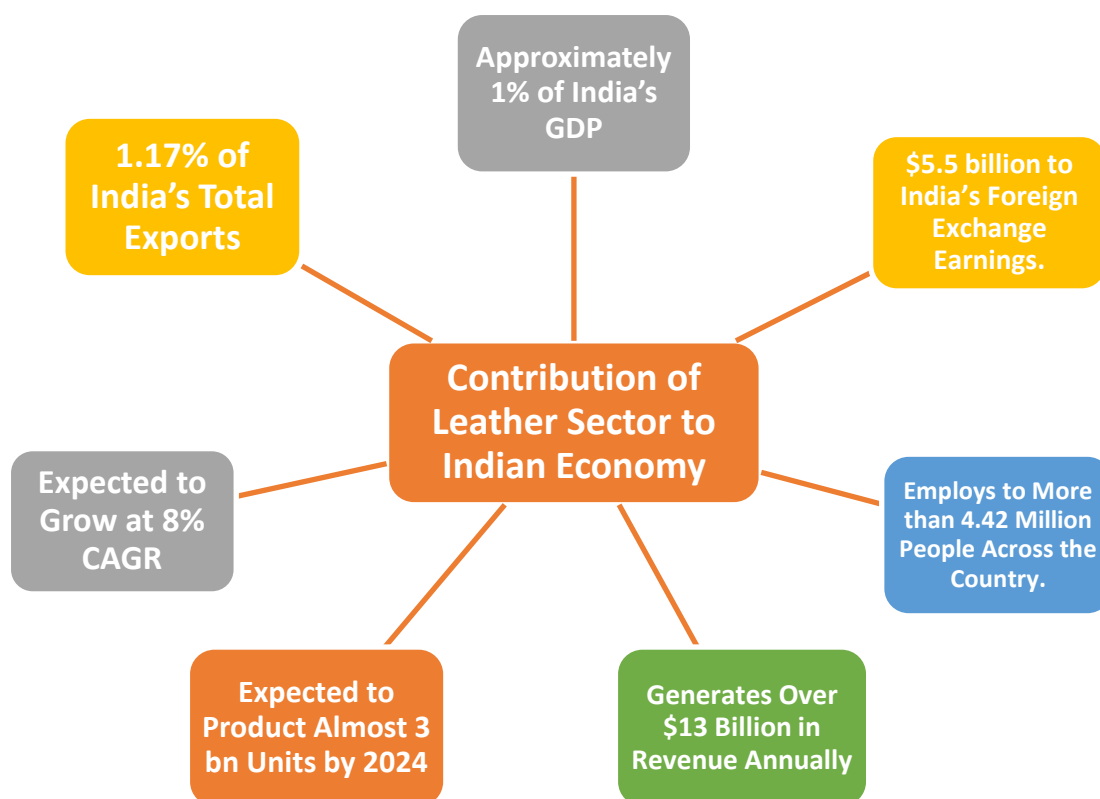 Approximately
1% of India’s
GDP
1.17% of
India’s Total
Exports
$5.5 billion to
India’s Foreign
Exchange
Earnings.
Contribution of
Leather Sector to
Indian Economy
Expected to
Grow at 8%
CAGR
Employs to More
than 4.42 Million
People Across the
Country.
Expected to
Product Almost 3
bn Units by 2024
Generates Over
$13 Billion in
Revenue Annually